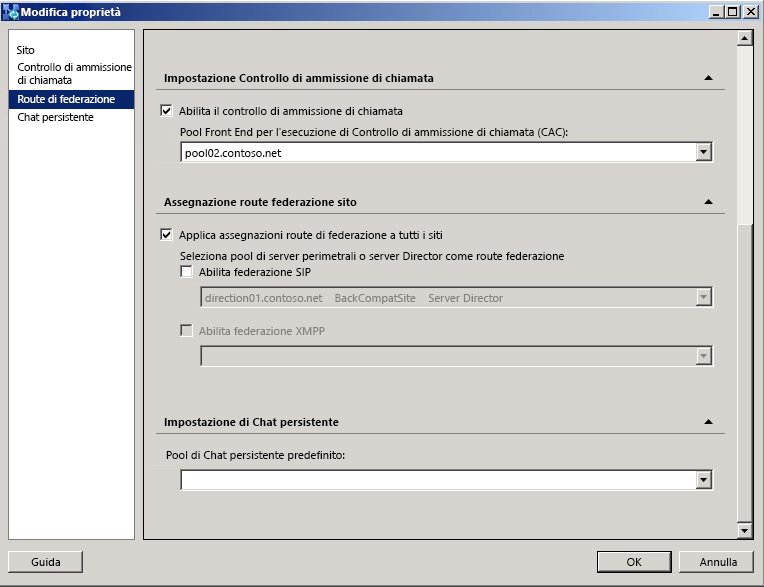 Modifica proprietà
Sito
Controllo di ammissione
di chiamata
Route di federazione
Chat persistente
Impostazione Controllo di ammissione di chiamata
Abilita il controllo di ammissione di chiamata
Pool Front End per l'esecuzione di Controllo di ammissione di chiamata (CAC):
pool02.contoso.net
Assegnazione route federazione sito
Applica assegnazioni route di federazione a tutti i siti
Seleziona pool di server perimetrali o server Director come route federazione
Abilita federazione SIP
direction01.contoso.net BackCompatSite Server Director
Abilita federazione XMPP
Impostazione di Chat persistente
Pool di Chat persistente predefinito:
Guida
OK
Annulla